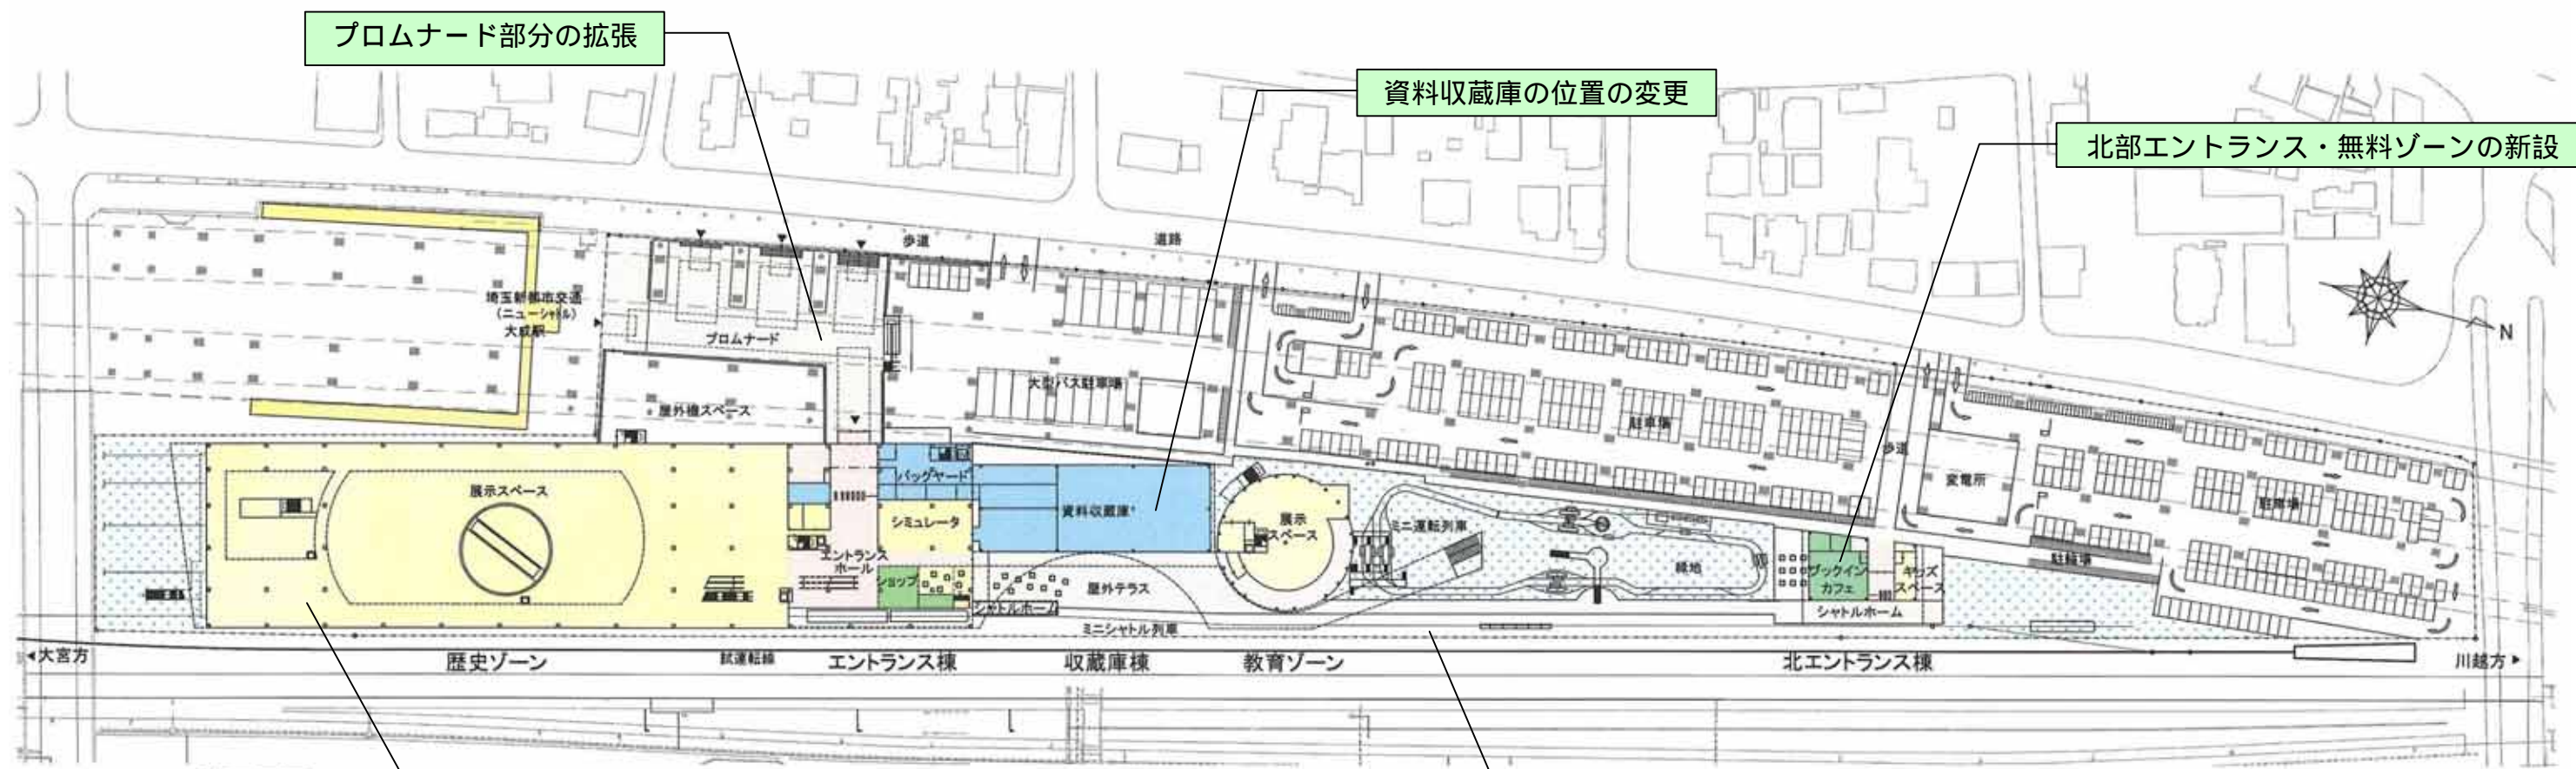 プロムナード部分の拡張
資料収蔵庫の位置の変更
北部エントランス・無料ゾーンの新設
歩道
道路
埼玉新都市交通
（ニューシャトル）
大成駅
プロムナード
大型バス駐車場
屋外機スペース
駐車場
歩道
変電所
駐車場
駐輪場
N
展示スペース
バックヤード
シミュレータ
資料収蔵庫
エントランス
ホール
ショップ
シャトルホーム
屋外テラス
ミニシャトル列車
展示
スペース
ミニ運転列車
緑地
ブックイン
カフェ
キッズ
スペース
シャトルホーム
大宮方
歴史ゾーン
試運転線
エントランス棟
収蔵庫棟
教育ゾーン
北エントランス棟
川越方